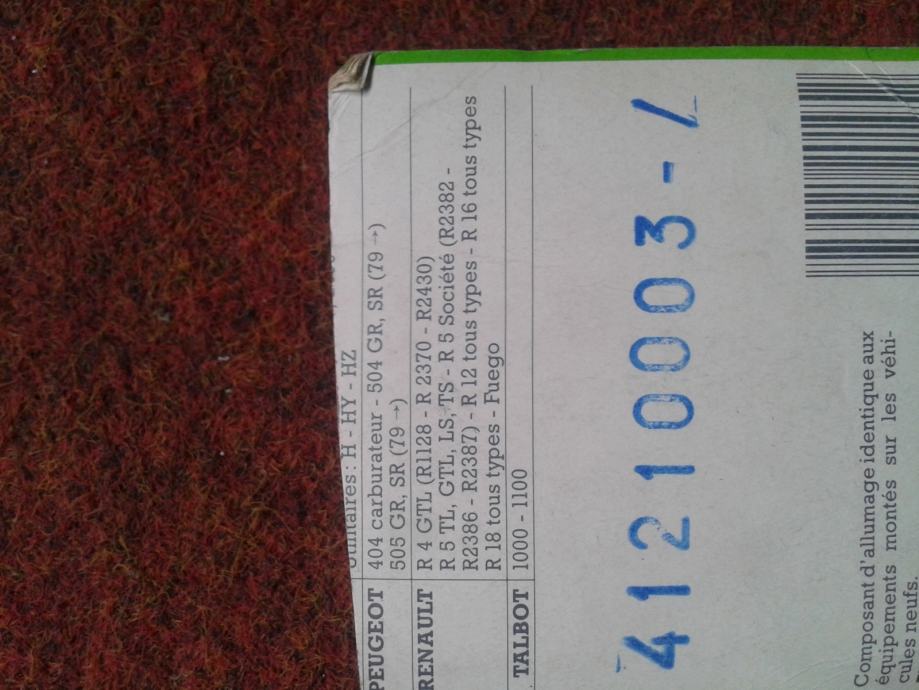 utilitaires : H - HY - HZ
PEUGEOT 404 carburateur - 504 GR, SR (79 →)
505 GR, SR (79 →)
RENAULT R 4 GTL (R1128 - R 2370 - R2430)
R 5 TL, GTL, LS, TS - R 5 Société (R2382 -
R2386 - R2387) - R 12 tous types - R 16 tous types
R 18 tous types - Fuego
TALBOT 1000 - 1100
41210003 - /
Composant d'allumage identique aux
équipements montés sur les véhi-
cules neufs.